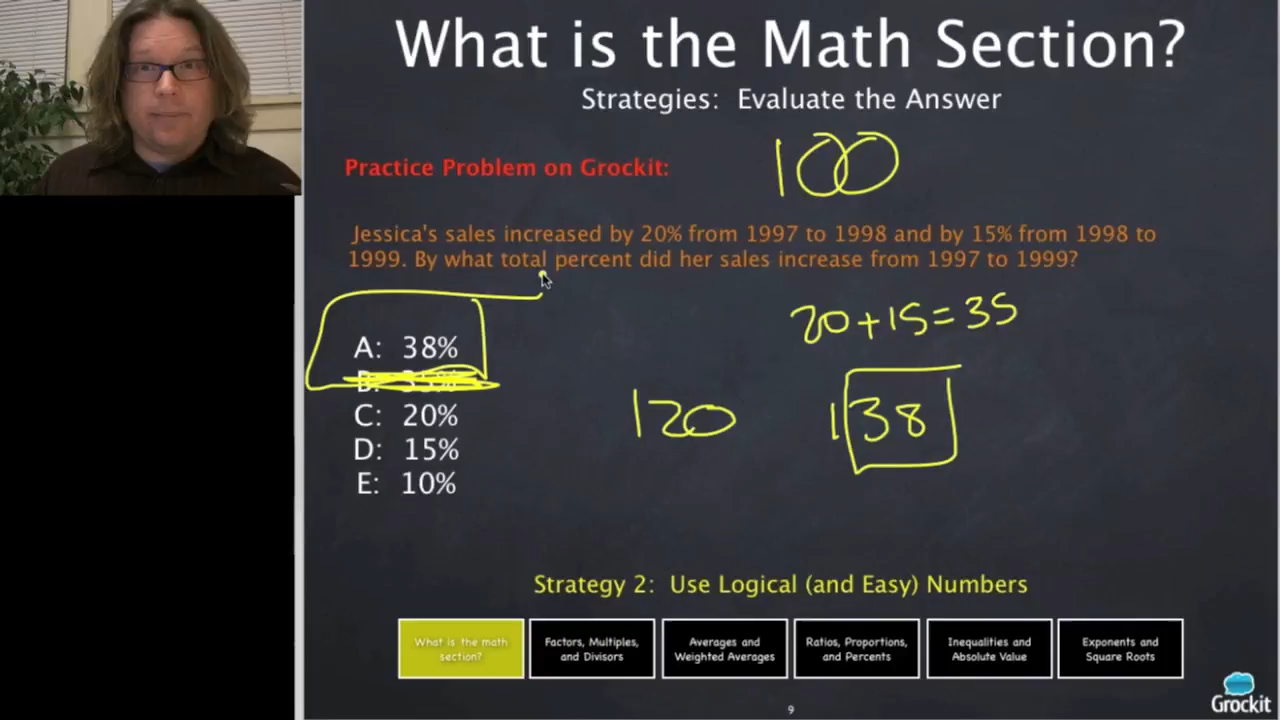 What is the Math Section?
Strategies: Evaluate the Answer
100
Practice Problem on Grockit:
Jessica's sales increased by 20% from 1997 to 1998 and by 15% from 1998 to
1999. By what total percent did her sales increase from 1997 to 1999?
20+15=35
A: 38%
B: 35%
C: 20%
D: 15%
E: 10%
120 138
Strategy 2: Use Logical (and Easy) Numbers
What is the math
section?
Factors, Multiples,
and Divisors
Averages and
Weighted Averages
Ratios, Proportions,
and Percents
Inequalities and
Absolute Value
Exponents and
Square Roots
9
Grockit